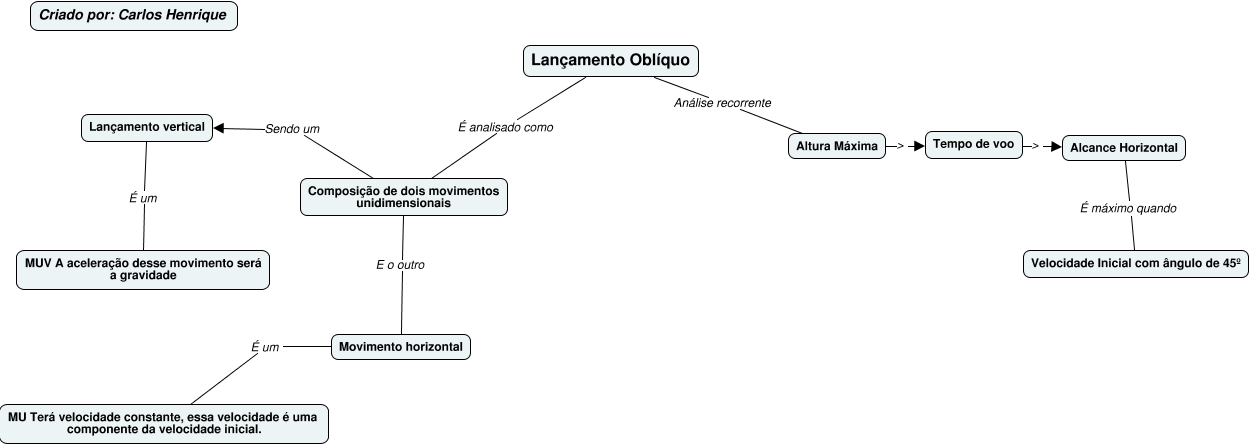 Criado por: Carlos Henrique
Lançamento Oblíquo
Análise recorrente
É analisado como
Lançamento vertical
Sendo um
Altura Máxima
>
Tempo de voo
>
Alcance Horizontal
Composição de dois movimentos
unidimensionais
É um
É máximo quando
MUV A aceleração desse movimento será
a gravidade
E o outro
Velocidade Inicial com ângulo de 45º
Movimento horizontal
É um
MU Terá velocidade constante, essa velocidade é uma
componente da velocidade inicial.